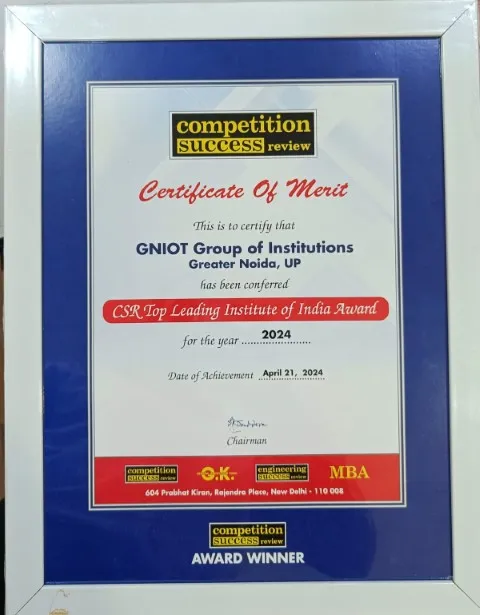 competition
success review
Certificate Of Merit
This is to certify that
GNIOT Group of Institutions
Greater Noida, UP
has been conferred
CSR Top Leading Institute of India Award
for the year ...2024...
Date of Achievement April 21, 2024
Chairman
competition
success review
G.K.
engineering
success review
MBA
604 Prabhat Kiran, Rajendra Place, New Delhi - 110 008
competition
success review
AWARD WINNER